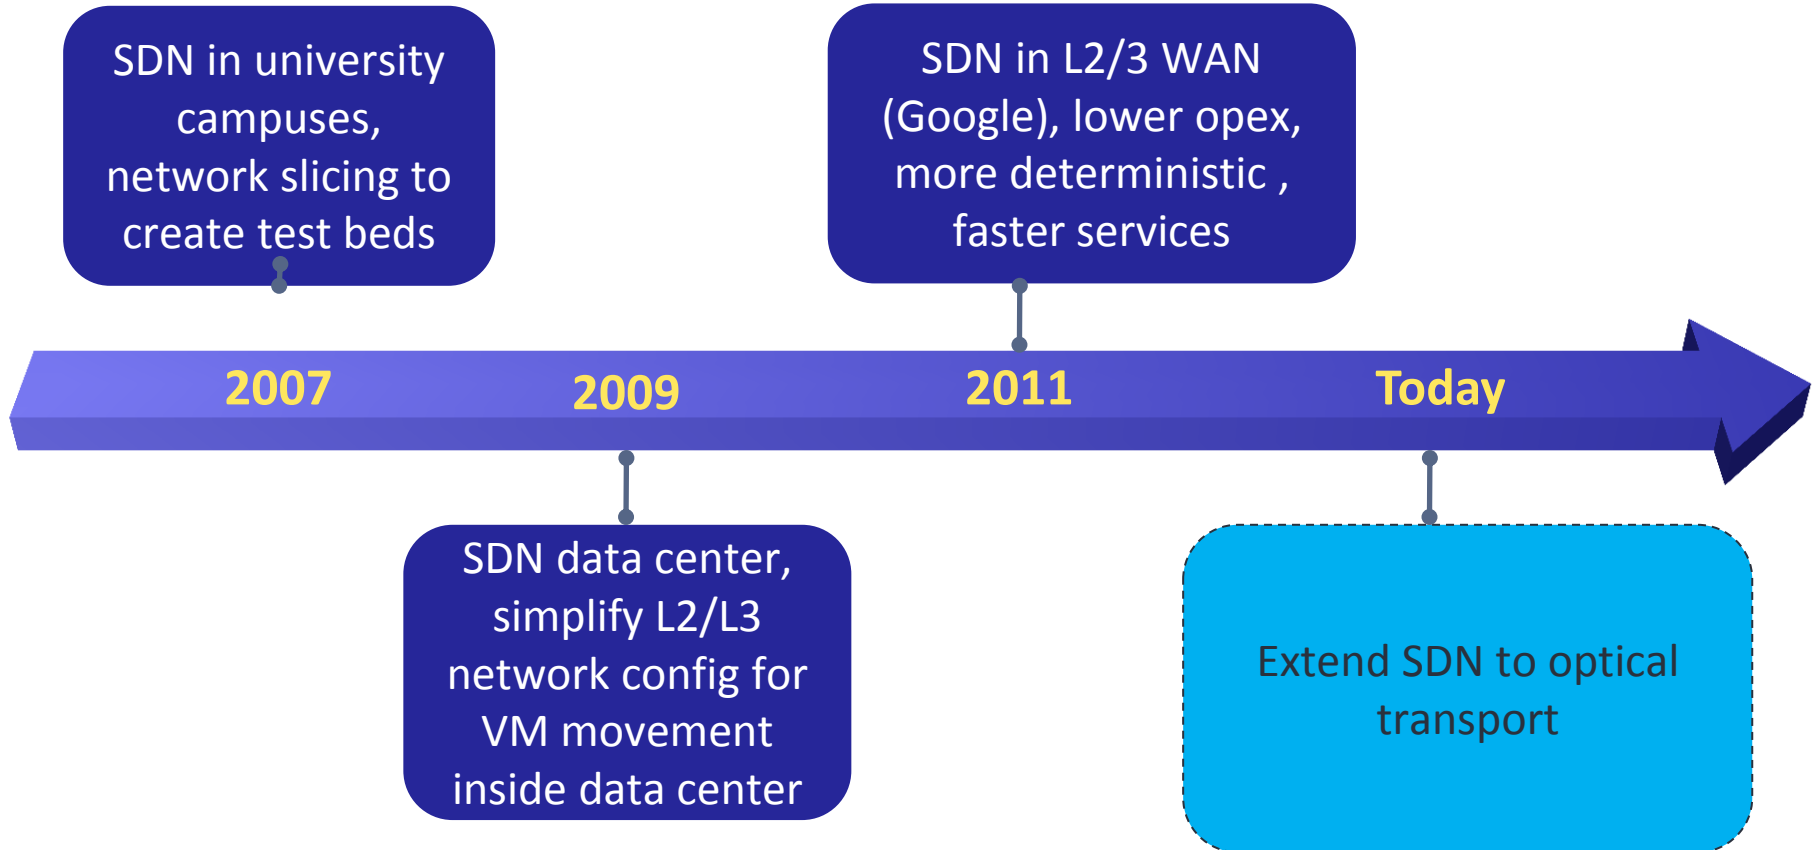 SDN in university
campuses,
network slicing to
create test beds
SDN in L2/3 WAN
(Google), lower opex,
more deterministic ,
faster services
2007
2009
2011
Today
SDN data center,
simplify L2/L3
network config for
VM movement
inside data center
Extend SDN to optical
transport